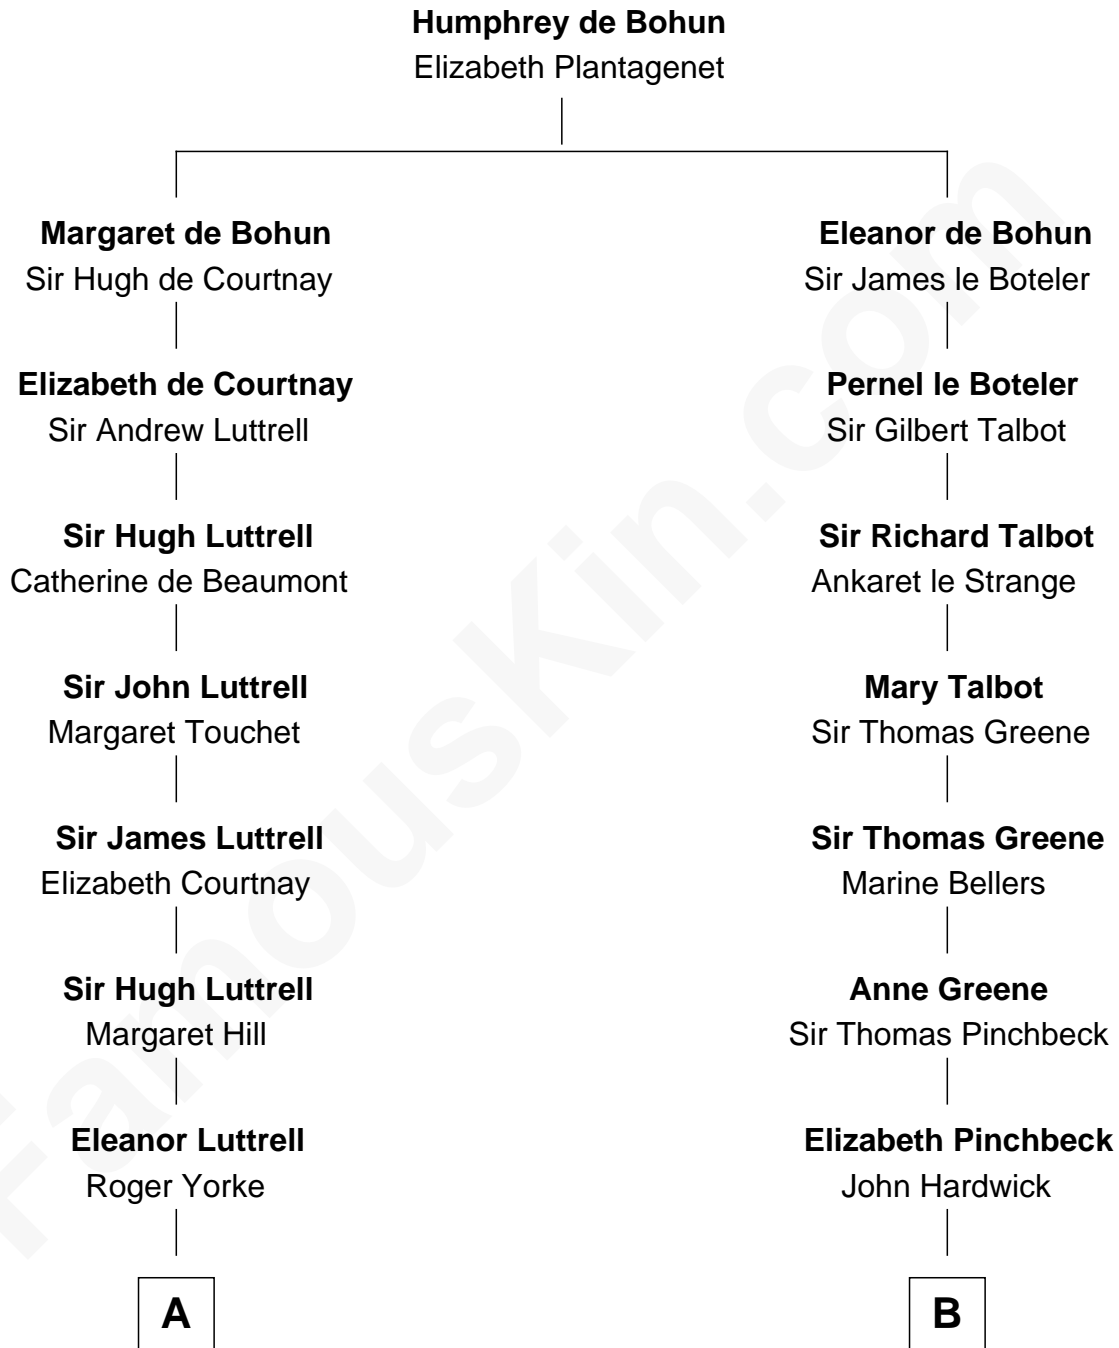 Humphrey de Bohun
Elizabeth Plantagenet
Margaret de Bohun
Sir Hugh de Courtnay
Eleanor de Bohun
Sir James le Boteler
Elizabeth de Courtnay
Sir Andrew Luttrell
Pernel le Boteler
Sir Gilbert Talbot
Sir Hugh Luttrell
Catherine de Beaumont
Sir Richard Talbot
Ankaret le Strange
Sir John Luttrell
Margaret Touchet
Mary Talbot
Sir Thomas Greene
Sir James Luttrell
Elizabeth Courtnay
Sir Thomas Greene
Marine Bellers
Sir Hugh Luttrell
Margaret Hill
Anne Greene
Sir Thomas Pinchbeck
Eleanor Luttrell
Roger Yorke
Elizabeth Pinchbeck
John Hardwick
A
B
FamousKin.com